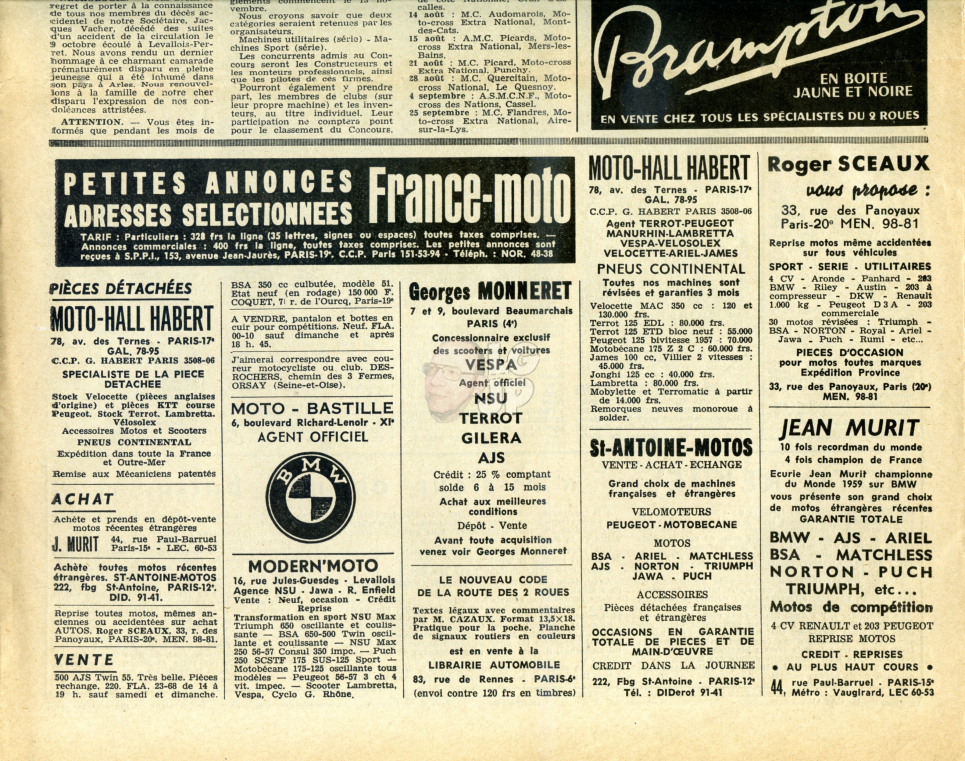 regret de porter à la connaissance
de tous nos membres du décès ac-
cidentel de notre Sociétaire, Jac-
ques Vacher, décédé des suites
d'un accident de la circulation le
9 octobre écoulé à Levallois-Per-
ret. Nous avons rendu un dernier
hommage à ce charmant camarade
prématurément disparu en pleine
jeunesse qui a été inhumé dans
son pays à Arles. Nous renouvel-
lons à la famille de notre cher
disparu l'expression de nos con-
doléances attristées.
ATTENTION. — Vous êtes in-
formés que pendant les mois de
vembre.
Nous croyons savoir que deux
catégories seraient retenues par les
organisateurs.
Machines utilitaires (série) - Ma-
chines Sport (série).
Les concurrents admis au Con-
cours seront les Constructeurs et
les monteurs professionnels, ainsi
que les pilotes de ces firmes.
Pourront également y prendre
part, les membres de clubs (sur
leur propre machine) et les inven-
teurs, au titre individuel. Leur
participation ne comptera point
pour le classement du Concours.
calles.
14 août : M.C. Audomarois, Mo-
to-cross Extra National, Mont-
des-Cats.
15 août : A.M.C. Picards, Moto-
cross Extra National, Mers-les-
Bains.
21 août : M.C. Picard, Moto-cross
Extra National, Punchy.
28 août : M.C. Quercitain, Moto-
cross National, Le Quesnoy.
4 septembre : A.S.M.C.N.F., Moto-
cross des Nations, Cassel.
25 septembre : M.C. Flandres, Mo-
to-cross Extra National, Aire-
sur-la-Lys.
Brampton
EN BOITE
JAUNE ET NOIRE
EN VENTE CHEZ TOUS LES SPÉCIALISTES DU 2 ROUES
PETITES ANNONCES
ADRESSES SELECTIONNEES
France-moto
TARIF : Particuliers : 328 frs la ligne (35 lettres, signes ou espaces) toutes taxes comprises. —
Annonces commerciales : 400 frs la ligne, toutes taxes comprises. Les petites annonces sont
reçues à S.P.P.I., 153, avenue Jean-Jaurès, PARIS-19e. C.C.P. Paris 151-53-94 - Téléph. : NOR. 48-38
PIÈCES DÉTACHÉES
MOTO-HALL HABERT
78, av. des Ternes - PARIS-17e
GAL. 78-95
C.C.P. G. HABERT PARIS 3508-06
SPECIALISTE DE LA PIECE
DETACHEE
Stock Velocette (pièces anglaises
d'origine) et pièces KTT course
Peugeot. Stock Terrot. Lambretta.
Vélosolex
Accessoires Motos et Scooters
PNEUS CONTINENTAL
Expédition dans toute la France
et Outre-Mer
Remise aux Mécaniciens patentés
ACHAT
Achète et prends en dépôt-vente
motos récentes étrangères
J. MURIT 44, rue Paul-Barruel
Paris-15e - LEC. 60-53
Achète toutes motos récentes
étrangères. ST-ANTOINE-MOTOS
222, fbg St-Antoine, PARIS-12e.
DID. 91-41.
Reprise toutes motos, mêmes an-
ciennes ou accidentées sur achat
AUTOS. Roger SCEAUX, 33, r. des
Panoyaux, PARIS-20e. MEN. 98-81.
VENTE
500 AJS Twin 55. Très belle. Pièces
rechange. 220. FLA. 23-68 de 14 à
19 h. sauf samedi et dimanche.
BSA 350 cc culbutée, modèle 51.
Etat neuf (en rodage) 150 000 F.
COQUET, r. de l'Ourcq, Paris-19e
A VENDRE, pantalon et bottes en
cuir pour compétitions. Neuf. FLA.
00-10 sauf dimanche et après
18 h. 45.
J'aimerai correspondre avec cou-
reur motocycliste ou club. DES-
ROCHERS, chemin des 3 Fermes,
ORSAY (Seine-et-Oise).
MOTO - BASTILLE
6, boulevard Richard-Lenoir - XIe
AGENT OFFICIEL
BMW
MODERN'MOTO
16, rue Jules-Guesdes - Levallois
Agence NSU - Jawa - R. Enfield
Vente : Neuf, occasion - Crédit
Reprise
Transformation en sport NSU Max
Triumph 650 oscillante et coulis-
sante — BSA 650-500 Twin oscil-
lante et coulissante — NSU Max
250 56-57 Consul 350 impc. — Puch
250 SCSTF 175 SUS-125 Sport —
Motobécane 175-125 oscillante tous
modèles — Peugeot 56-57 3 ch 4
vit. impec. — Scooter Lambretta,
Vespa, Cyclo G. Rhône.
Georges MONNERET
7 et 9, boulevard Beaumarchais
PARIS (4e)
Concessionnaire exclusif
des scooters et voitures
VESPA
Agent officiel
NSU
TERROT
GILERA
AJS
Crédit : 25 % comptant
solde 6 à 15 mois
Achat aux meilleures
conditions
Dépôt - Vente
Avant toute acquisition
venez voir Georges Monneret
LE NOUVEAU CODE
DE LA ROUTE DES 2 ROUES
Textes légaux avec commentaires
par M. CAZAUX. Format 13,5×18.
Pratique pour la poche. Planche
de signaux routiers en couleurs
est en vente à la
LIBRAIRIE AUTOMOBILE
83, rue de Rennes - PARIS-6e
(envoi contre 120 frs en timbres)
MOTO-HALL HABERT
78, av. des Ternes - PARIS-17e
GAL. 78-95
C.C.P. G. HABERT PARIS 3508-06
Agent TERROT-PEUGEOT
MANURHIN-LAMBRETTA
VESPA-VELOSOLEX
VELOCETTE-ARIEL-JAMES
PNEUS CONTINENTAL
Toutes nos machines sont
révisées et garanties 3 mois
Velocette MAC 350 cc : 120 et
130.000 frs.
Terrot 125 EDL : 80.000 frs.
Terrot 125 ETD bloc neuf : 55.000
Peugeot 125 bivitesse 1957 : 70.000
Motobécane 175 Z 2 C : 60.000 frs.
James 100 cc, Villier 2 vitesses :
45.000 frs.
Jonghi 125 cc : 40.000 frs.
Lambretta : 80.000 frs.
Mobylette et Terromatic à partir
de 14.000 frs.
Remorques neuves monoroue à
solder.
St-ANTOINE-MOTOS
VENTE - ACHAT - ECHANGE
Grand choix de machines
françaises et étrangères
VELOMOTEURS
PEUGEOT - MOTOBECANE
MOTOS
BSA - ARIEL - MATCHLESS
AJS - NORTON - TRIUMPH
JAWA - PUCH
ACCESSOIRES
Pièces détachées françaises
et étrangères
OCCASIONS EN GARANTIE
TOTALE DE PIECES ET DE
MAIN-D'ŒUVRE
CREDIT DANS LA JOURNEE
222, Fbg St-Antoine - PARIS-12e
Tél. : DIDerot 91-41
Roger SCEAUX
vous propose :
33, rue des Panoyaux
Paris-20e MEN. 98-81
Reprise motos même accidentées
sur tous véhicules
SPORT - SERIE - UTILITAIRES
4 CV - Aronde - Panhard - 203
BMW - Riley - Austin - 203 à
compresseur - DKW - Renault
1.000 kg - Peugeot D 3 A - 203
commerciale
30 motos révisées : Triumph -
BSA - NORTON - Royal - Ariel -
Jawa - Puch - Rumi - etc...
PIECES D'OCCASION
pour motos toutes marques
Expédition Province
33, rue des Panoyaux, Paris (20e)
MEN. 98-81
JEAN MURIT
10 fois recordman du monde
4 fois champion de France
Ecurie Jean Murit championne
du Monde 1959 sur BMW
vous présente son grand choix
de motos étrangères récentes
GARANTIE TOTALE
BMW - AJS - ARIEL
BSA - MATCHLESS
NORTON - PUCH
TRIUMPH, etc...
Motos de compétition
4 CV RENAULT et 203 PEUGEOT
REPRISE MOTOS
CREDIT - REPRISES
• AU PLUS HAUT COURS •
44, rue Paul-Barruel - PARIS-15e
Métro : Vaugirard, LEC 60-53